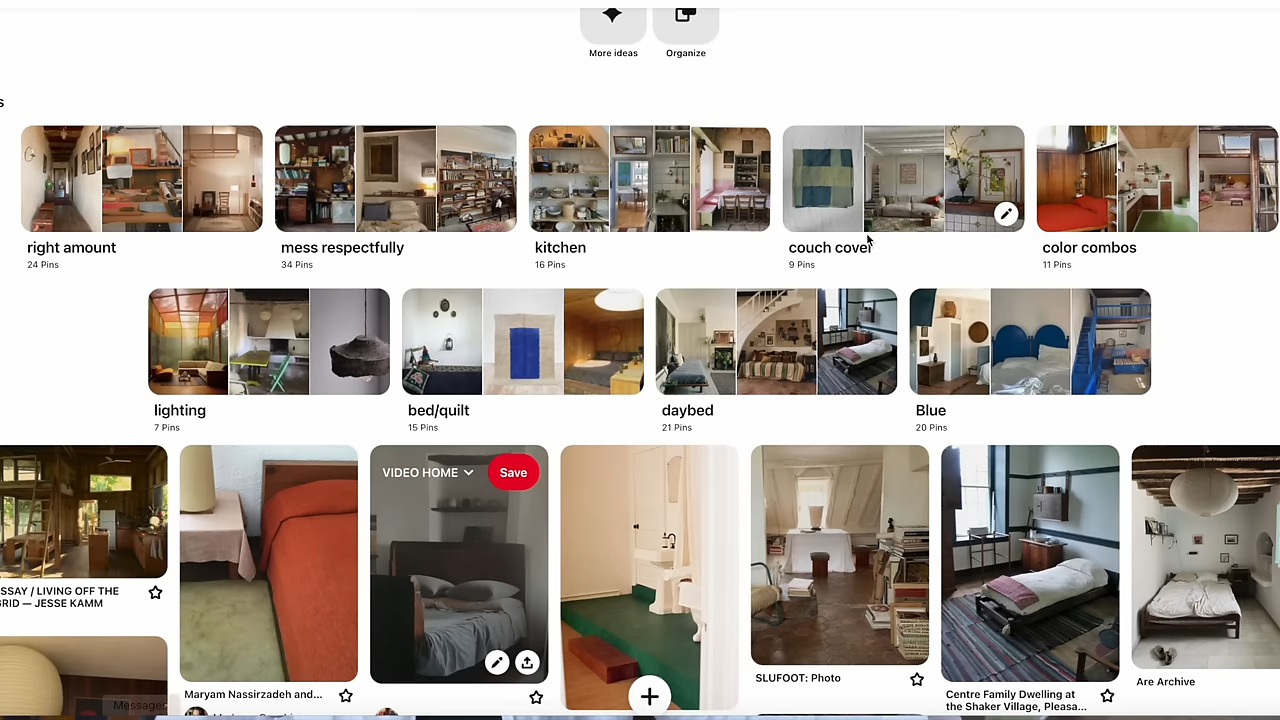 More ideas
Organize
s
right amount
24 Pins
mess respectfully
34 Pins
kitchen
16 Pins
couch cover
9 Pins
color combos
11 Pins
lighting
7 Pins
bed/quilt
15 Pins
daybed
21 Pins
Blue
20 Pins
VIDEO HOME
Save
SSAY / LIVING OFF THE
GRID — JESSE KAMM
Maryam Nassirzadeh and...
SLUFOOT: Photo
Centre Family Dwelling at
the Shaker Village, Pleasa...
Are Archive
Messages